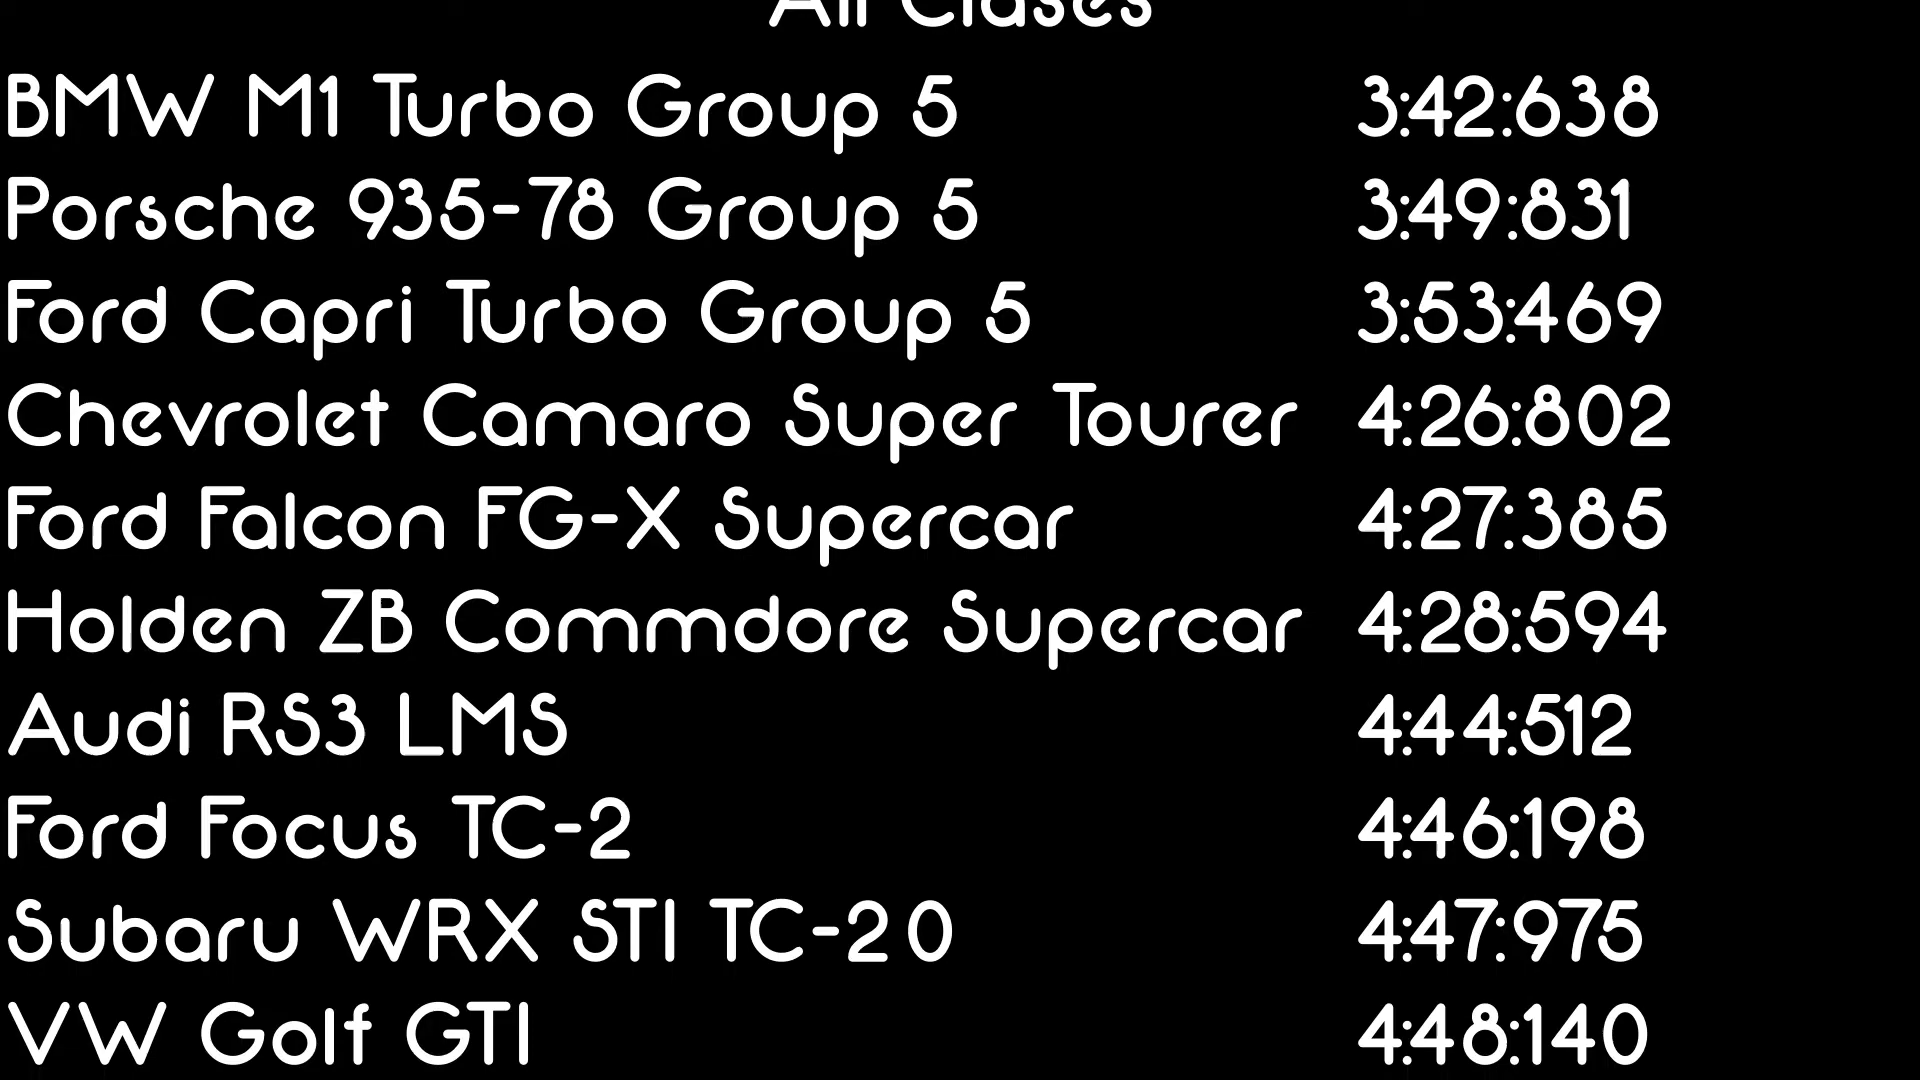 All Clases
BMW M1 Turbo Group 5 3:42:638
Porsche 935-78 Group 5 3:49:831
Ford Capri Turbo Group 5 3:53:469
Chevrolet Camaro Super Tourer 4:26:802
Ford Falcon FG-X Supercar 4:27:385
Holden ZB Commdore Supercar 4:28:594
Audi RS3 LMS 4:44:512
Ford Focus TC-2 4:46:198
Subaru WRX STI TC-20 4:47:975
VW Golf GTI 4:48:140